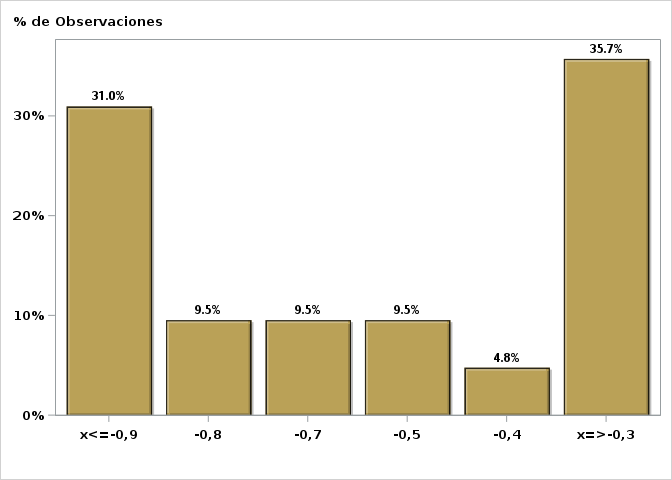 % de Observaciones
35.7%
31.0%
30%
20%
9.5% 9.5% 9.5%
10%
4.8%
0%
x<=-0,9 -0,8 -0,7 -0,5 -0,4 x=>-0,3